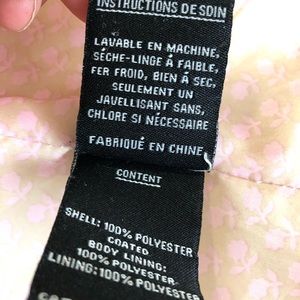 INSTRUCTIONS DE SOIN
LAVABLE EN MACHINE,
SÈCHE-LINGE A FAIBLE,
FER FROID, BIEN À SEC,
SEULEMENT UN
JAVELLISANT SANS,
CHLORE SI NÉCESSAIRE
FABRIQUÉ EN CHINE
CONTENT
SHELL: 100% POLYESTER
COATED
BODY LINING:
100% POLYESTER
LINING: 100% POLYESTER